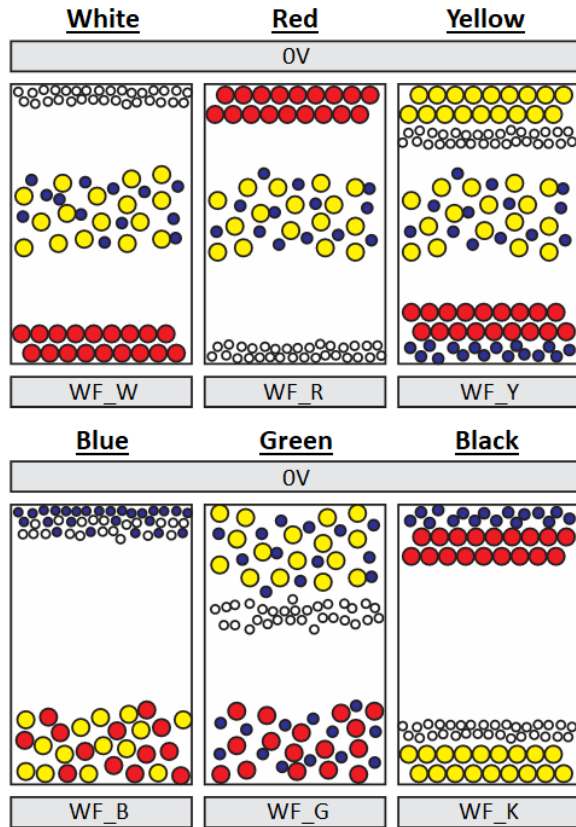 White Red Yellow
0V
WF_W WF_R WF_Y
Blue Green Black
0V
WF_B WF_G WF_K